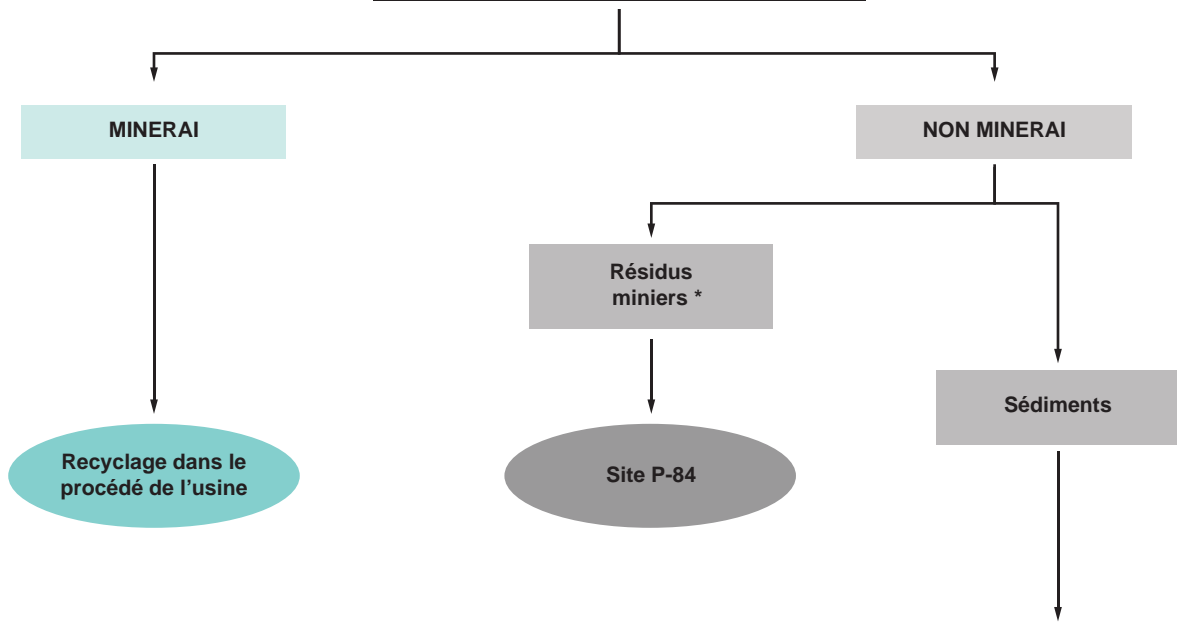 MINERAI
NON MINERAI
Résidus
miniers *
Sédiments
Recyclage dans le
procédé de l’usine
Site P-84